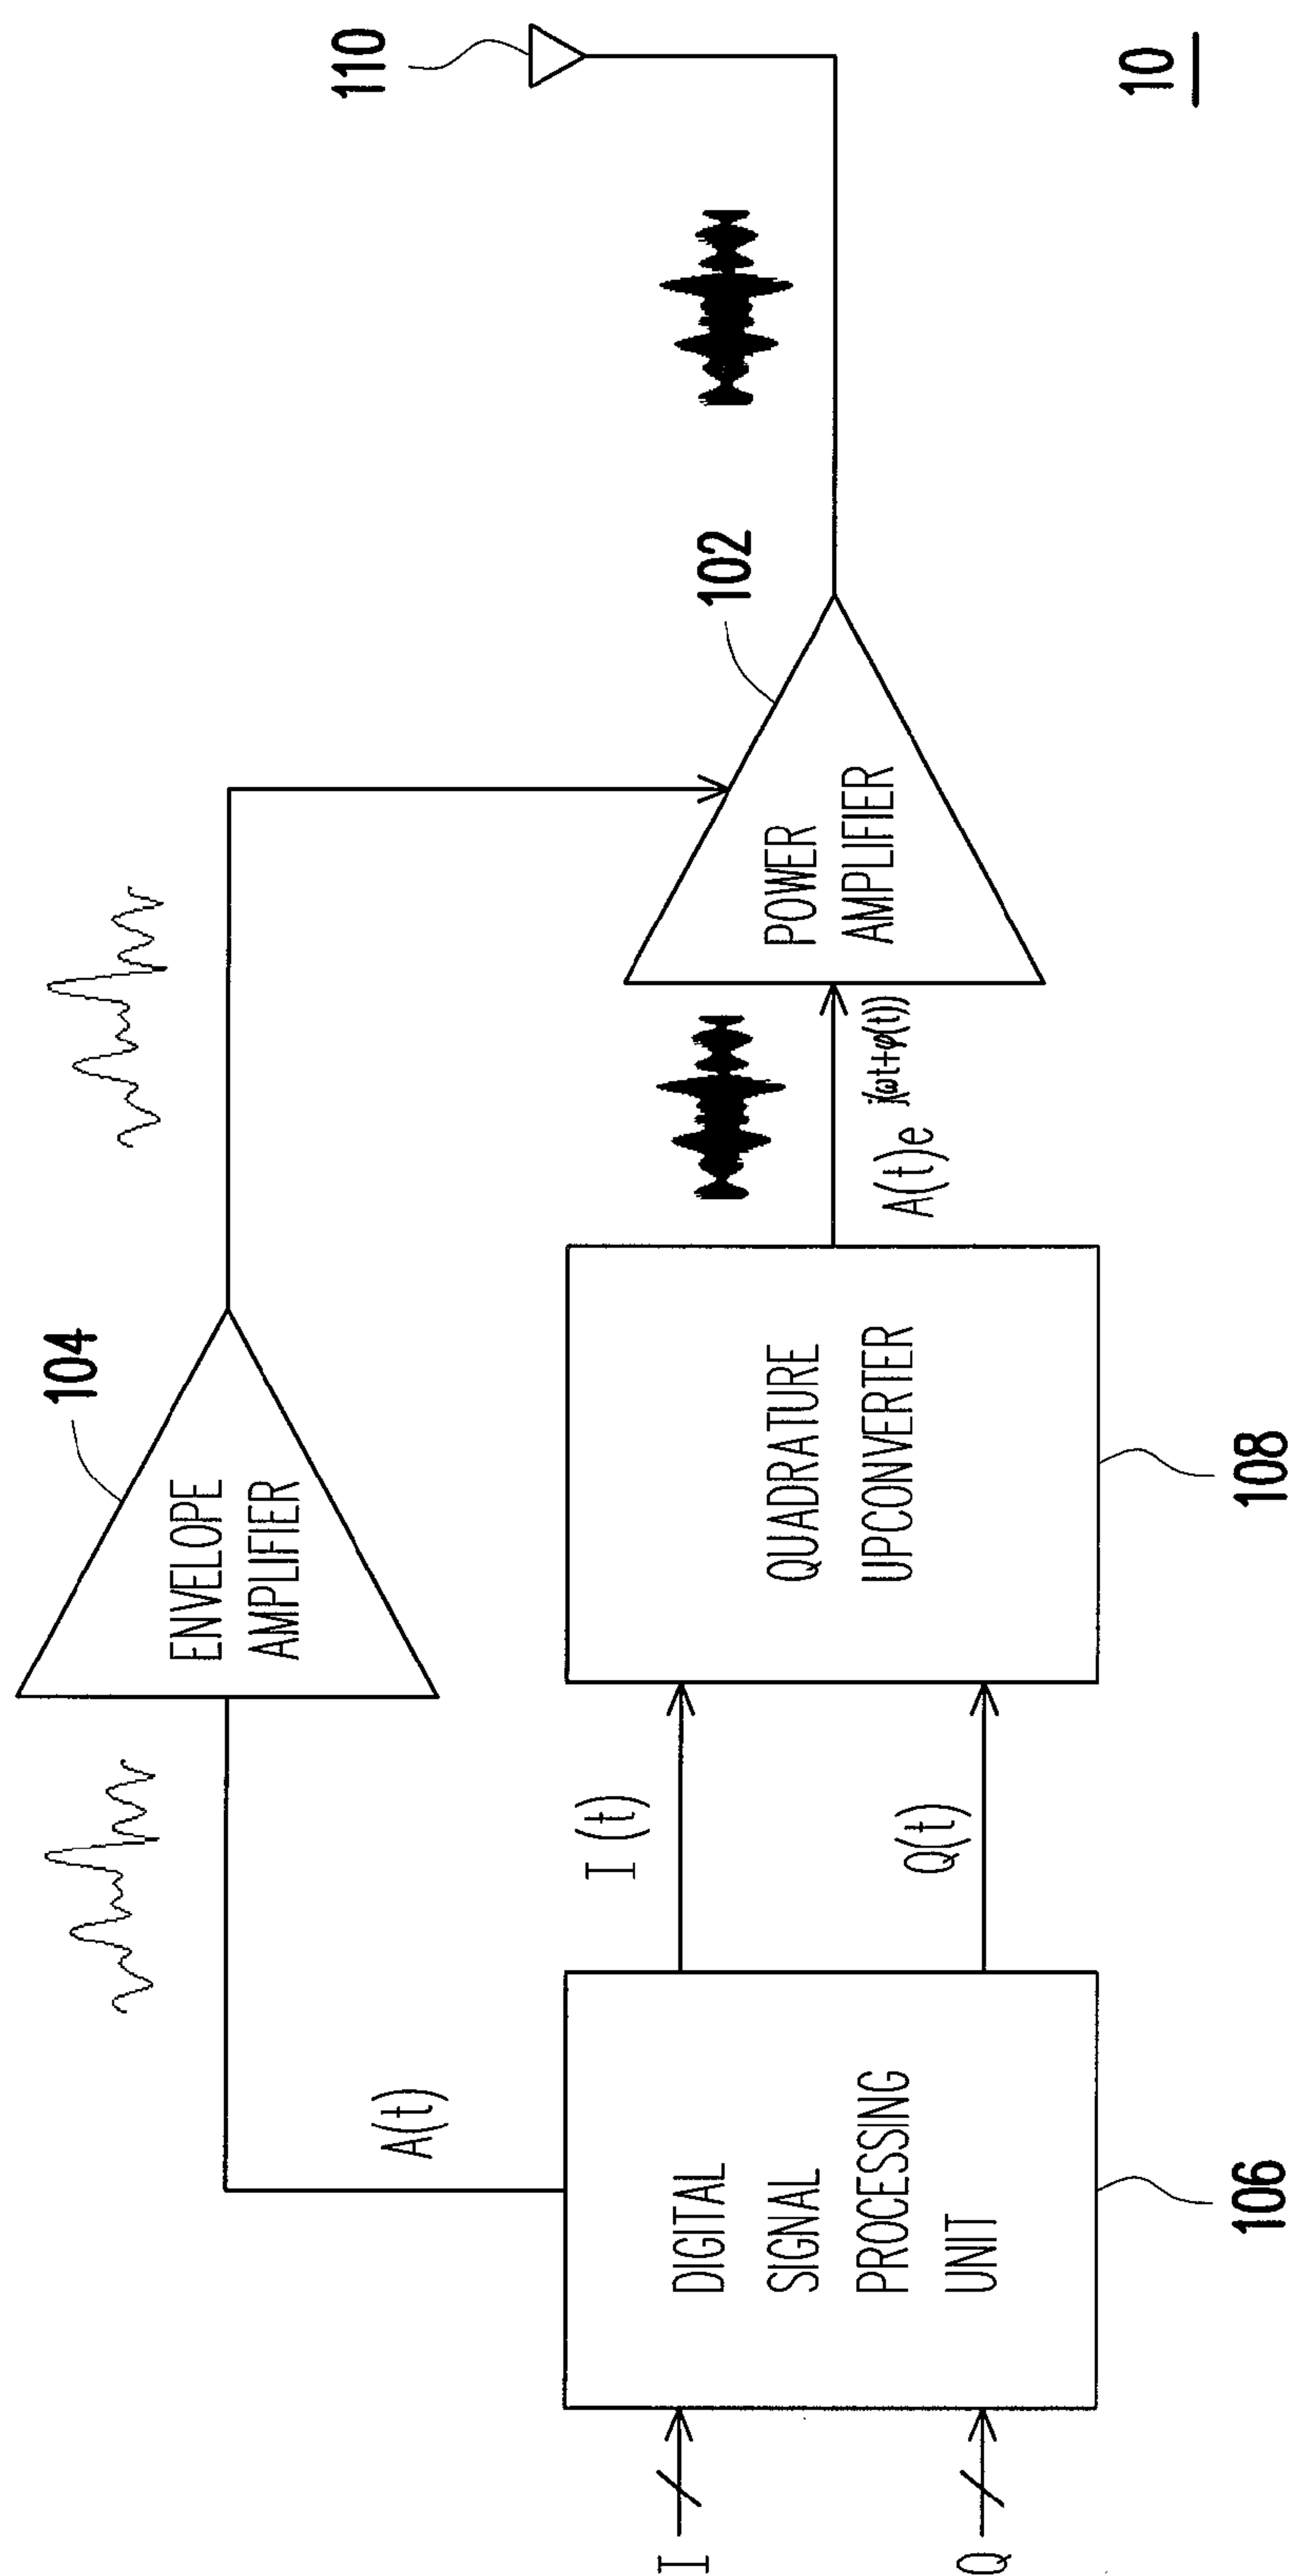 110
10
102
104
ENVELOPE
AMPLIFIER
POWER
AMPLIFIER
A(t)
I (t)
Q(t)
A(t)e j(ωt+φ(t))
QUADRATURE
UPCONVERTER
108
DIGITAL
SIGNAL
PROCESSING
UNIT
106
I
Q